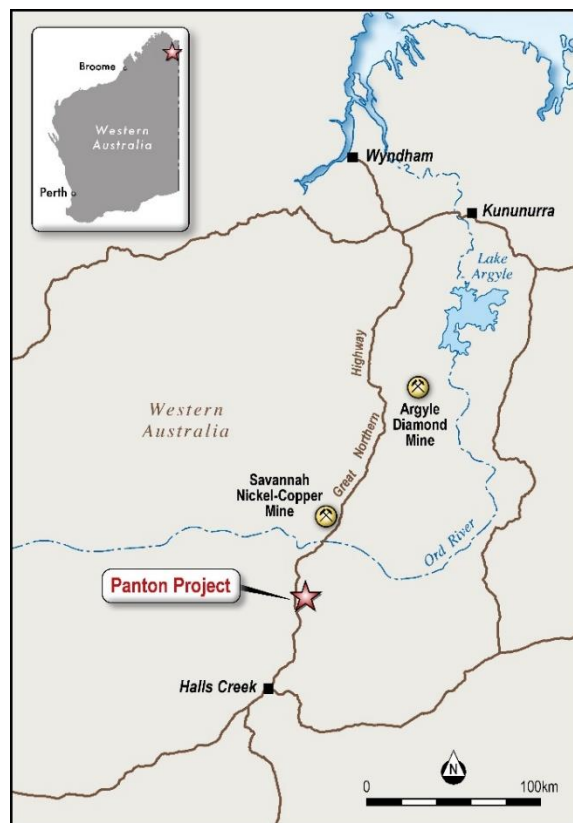 Broome
Western
Australia
Perth
Wyndham
Kununurra
Lake
Argyle
Great Northern Highway
Argyle
Diamond
Mine
Western
Australia
Savannah
Nickel-Copper
Mine
Ord River
Panton Project
Halls Creek
N
0 100km